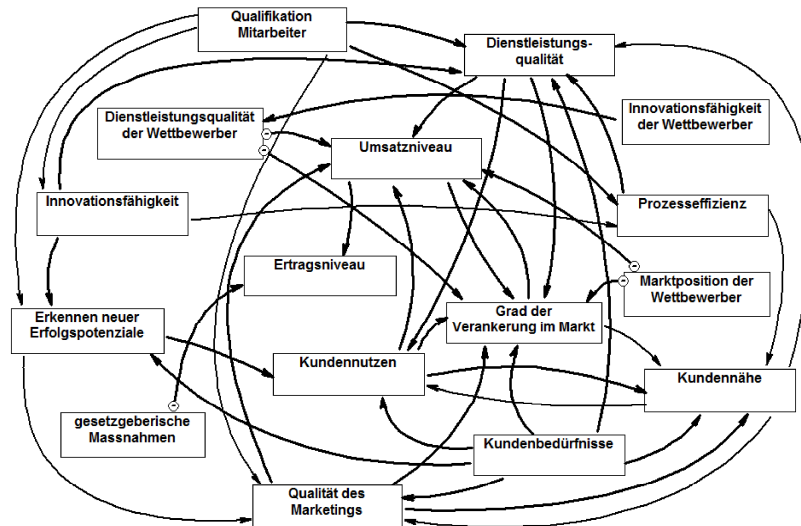 Qualifikation
Mitarbeiter
Dienstleistungs-
qualität
Dienstleistungsqualität
der Wettbewerber
Innovationsfähigkeit
der Wettbewerber
Umsatzniveau
Innovationsfähigkeit
Prozesseffizienz
Ertragsniveau
Marktposition der
Wettbewerber
Erkennen neuer
Erfolgspotenziale
Grad der
Verankerung im Markt
Kundennutzen
Kundennähe
gesetzgeberische
Massnahmen
Kundenbedürfnisse
Qualität des
Marketings